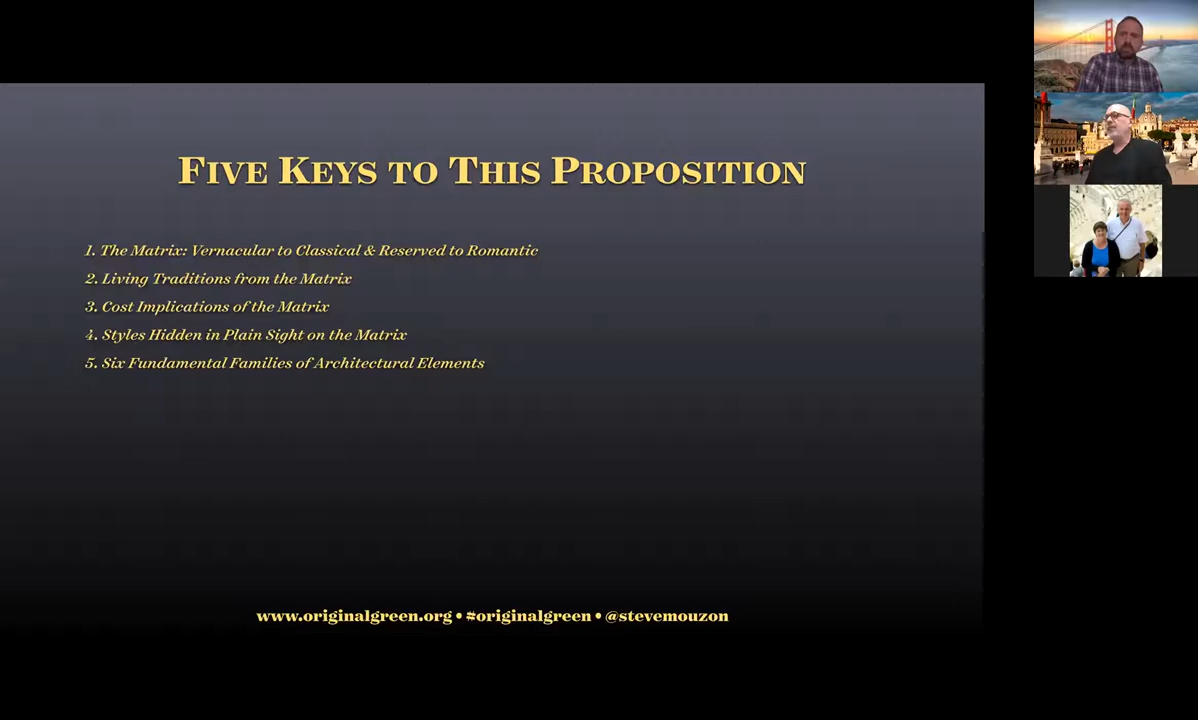 Five Keys to This Proposition
1. The Matrix: Vernacular to Classical & Reserved to Romantic
2. Living Traditions from the Matrix
3. Cost Implications of the Matrix
4. Styles Hidden in Plain Sight on the Matrix
5. Six Fundamental Families of Architectural Elements
www.originalgreen.org • #originalgreen • @stevemouzon